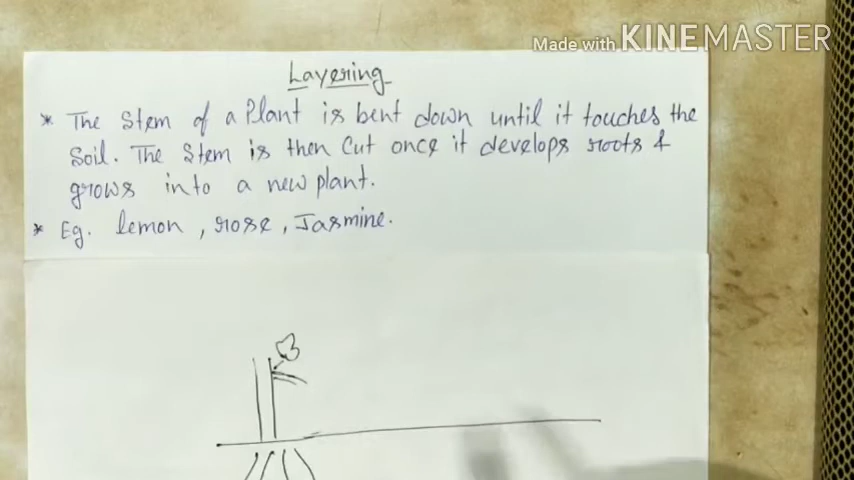 Made with KINEMASTER
Layering
* The Stem of a Plant is bent down until it touches the
Soil. The Stem is then Cut once it develops roots &
grows into a new plant.
* Eg. lemon, rose, Jasmine.